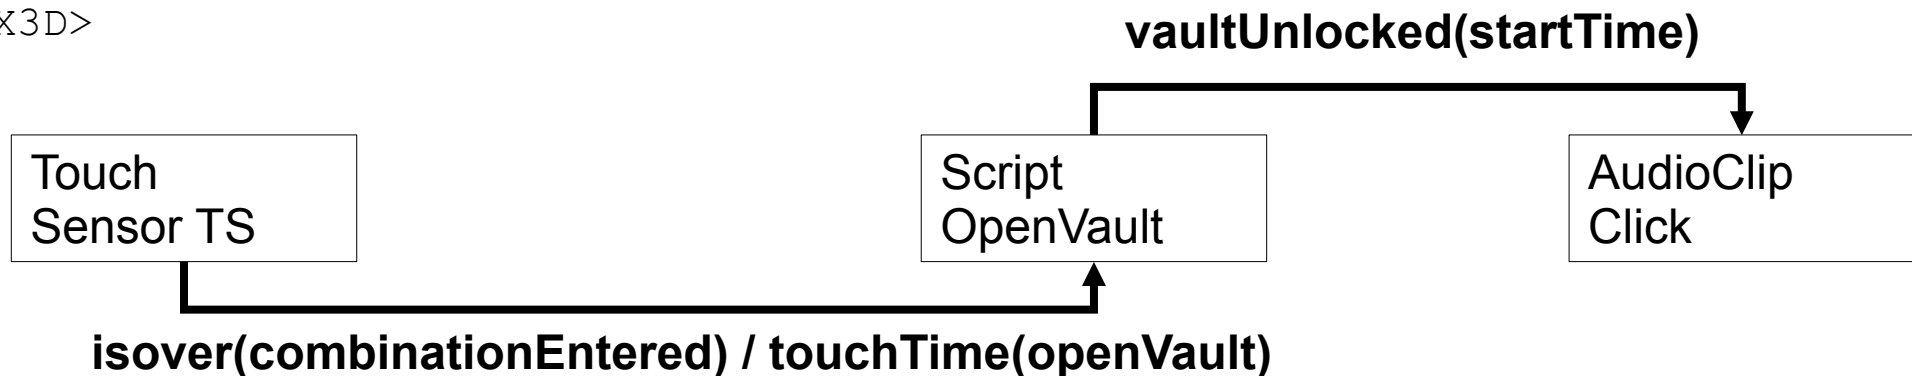 X3D>
vaultUnlocked(startTime)
Touch
Sensor TS
Script
OpenVault
AudioClip
Click
isover(combinationEntered) / touchTime(openVault)